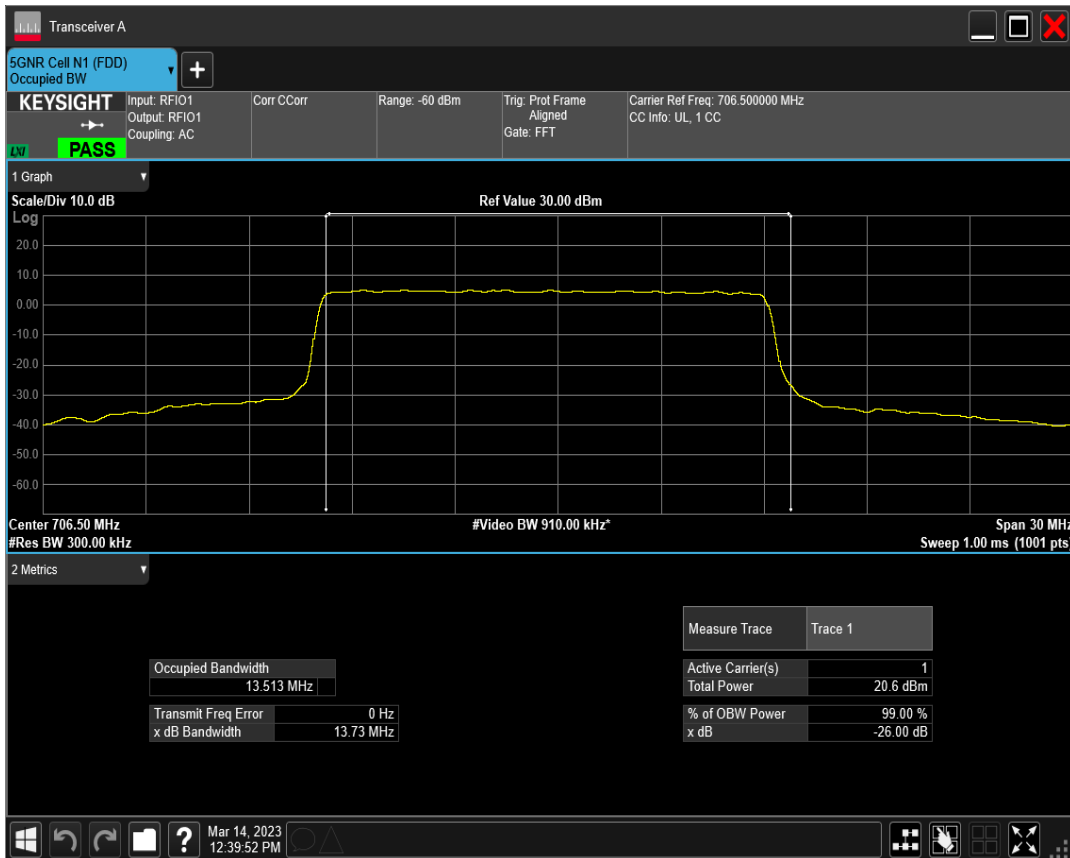 Transceiver A
5GNR Cell N1 (FDD)
Occupied BW
+
KEYSIGHT
LXI
PASS
Input: RFIO1
Output: RFIO1
Coupling: AC
Corr CCorr
Range: -60 dBm
Trig: Prot Frame
Aligned
Gate: FFT
Carrier Ref Freq: 706.500000 MHz
CC Info: UL, 1 CC
1 Graph
Scale/Div 10.0 dB
Ref Value 30.00 dBm
Log
20.0
10.0
0.00
-10.0
-20.0
-30.0
-40.0
-50.0
-60.0
Center 706.50 MHz
#Video BW 910.00 kHz*
Span 30 MHz
#Res BW 300.00 kHz
Sweep 1.00 ms (1001 pts)
2 Metrics
Measure Trace Trace 1
Occupied Bandwidth
13.513 MHz
Active Carrier(s) 1
Total Power 20.6 dBm
Transmit Freq Error 0 Hz
x dB Bandwidth 13.73 MHz
% of OBW Power 99.00 %
x dB -26.00 dB
?
Mar 14, 2023
12:39:52 PM